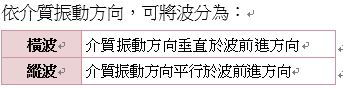 依介質振動方向，可將波分為：
橫波 介質振動方向垂直於波前進方向
縱波 介質振動方向平行於波前進方向